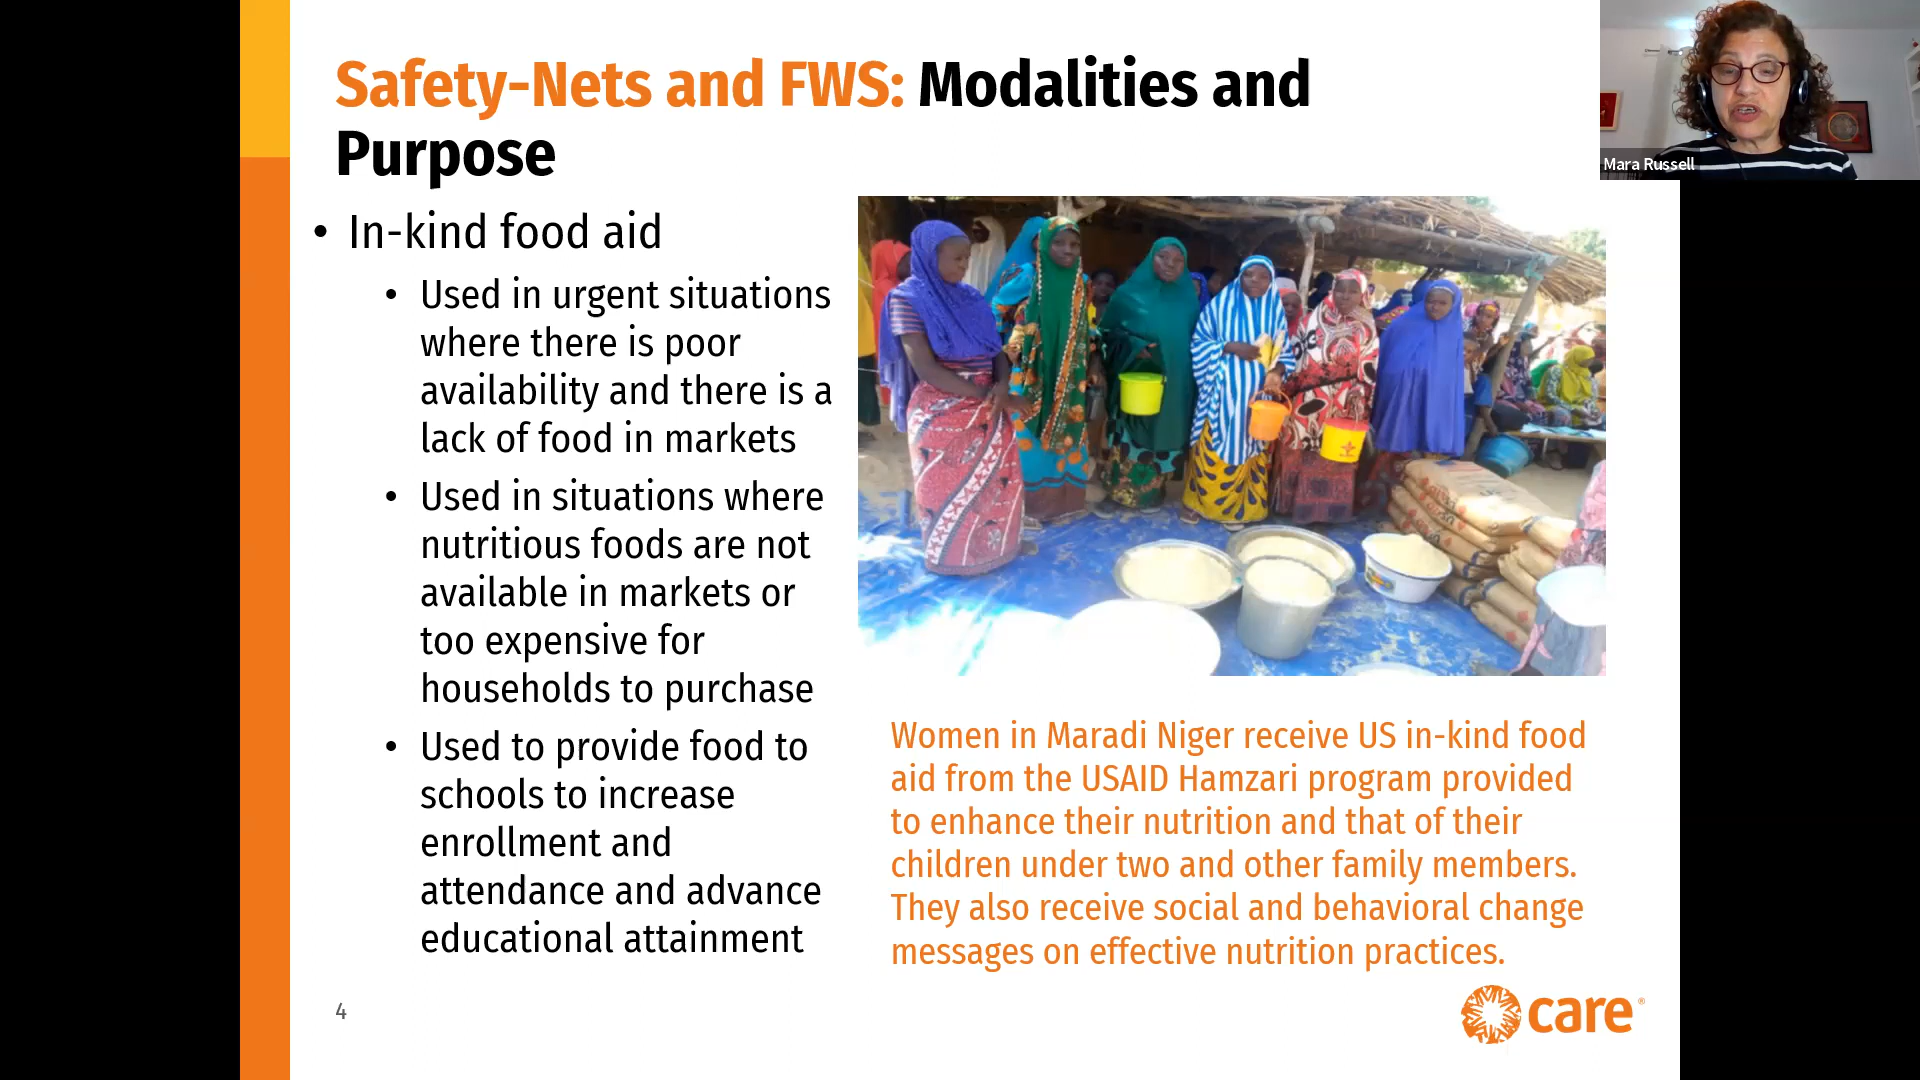 Safety-Nets and FWS: Modalities and
Purpose
• In-kind food aid
• Used in urgent situations
where there is poor
availability and there is a
lack of food in markets
• Used in situations where
nutritious foods are not
available in markets or
too expensive for
households to purchase
• Used to provide food to
schools to increase
enrollment and
attendance and advance
educational attainment
Women in Maradi Niger receive US in-kind food
aid from the USAID Hamzari program provided
to enhance their nutrition and that of their
children under two and other family members.
They also receive social and behavioral change
messages on effective nutrition practices.
4
care®
Mara Russell